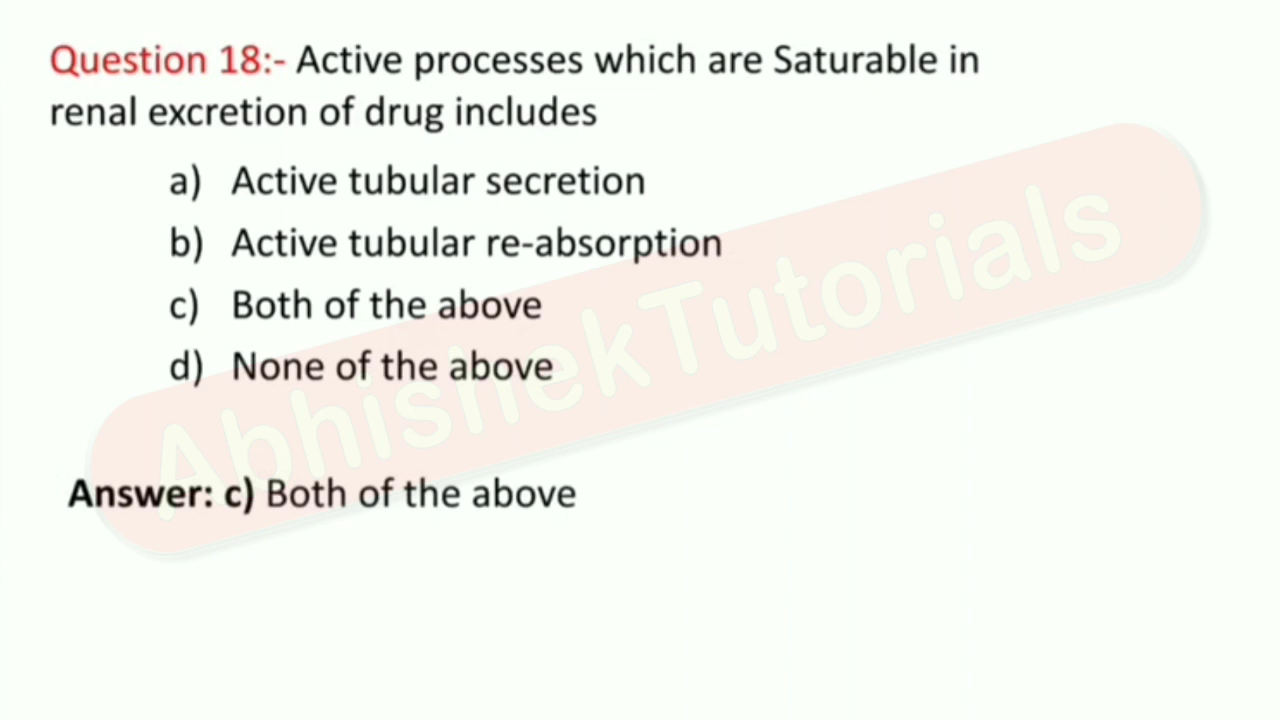 Question 18:- Active processes which are Saturable in
renal excretion of drug includes
a) Active tubular secretion
b) Active tubular re-absorption
c) Both of the above
d) None of the above
AbhishekTutorials
Answer: c) Both of the above